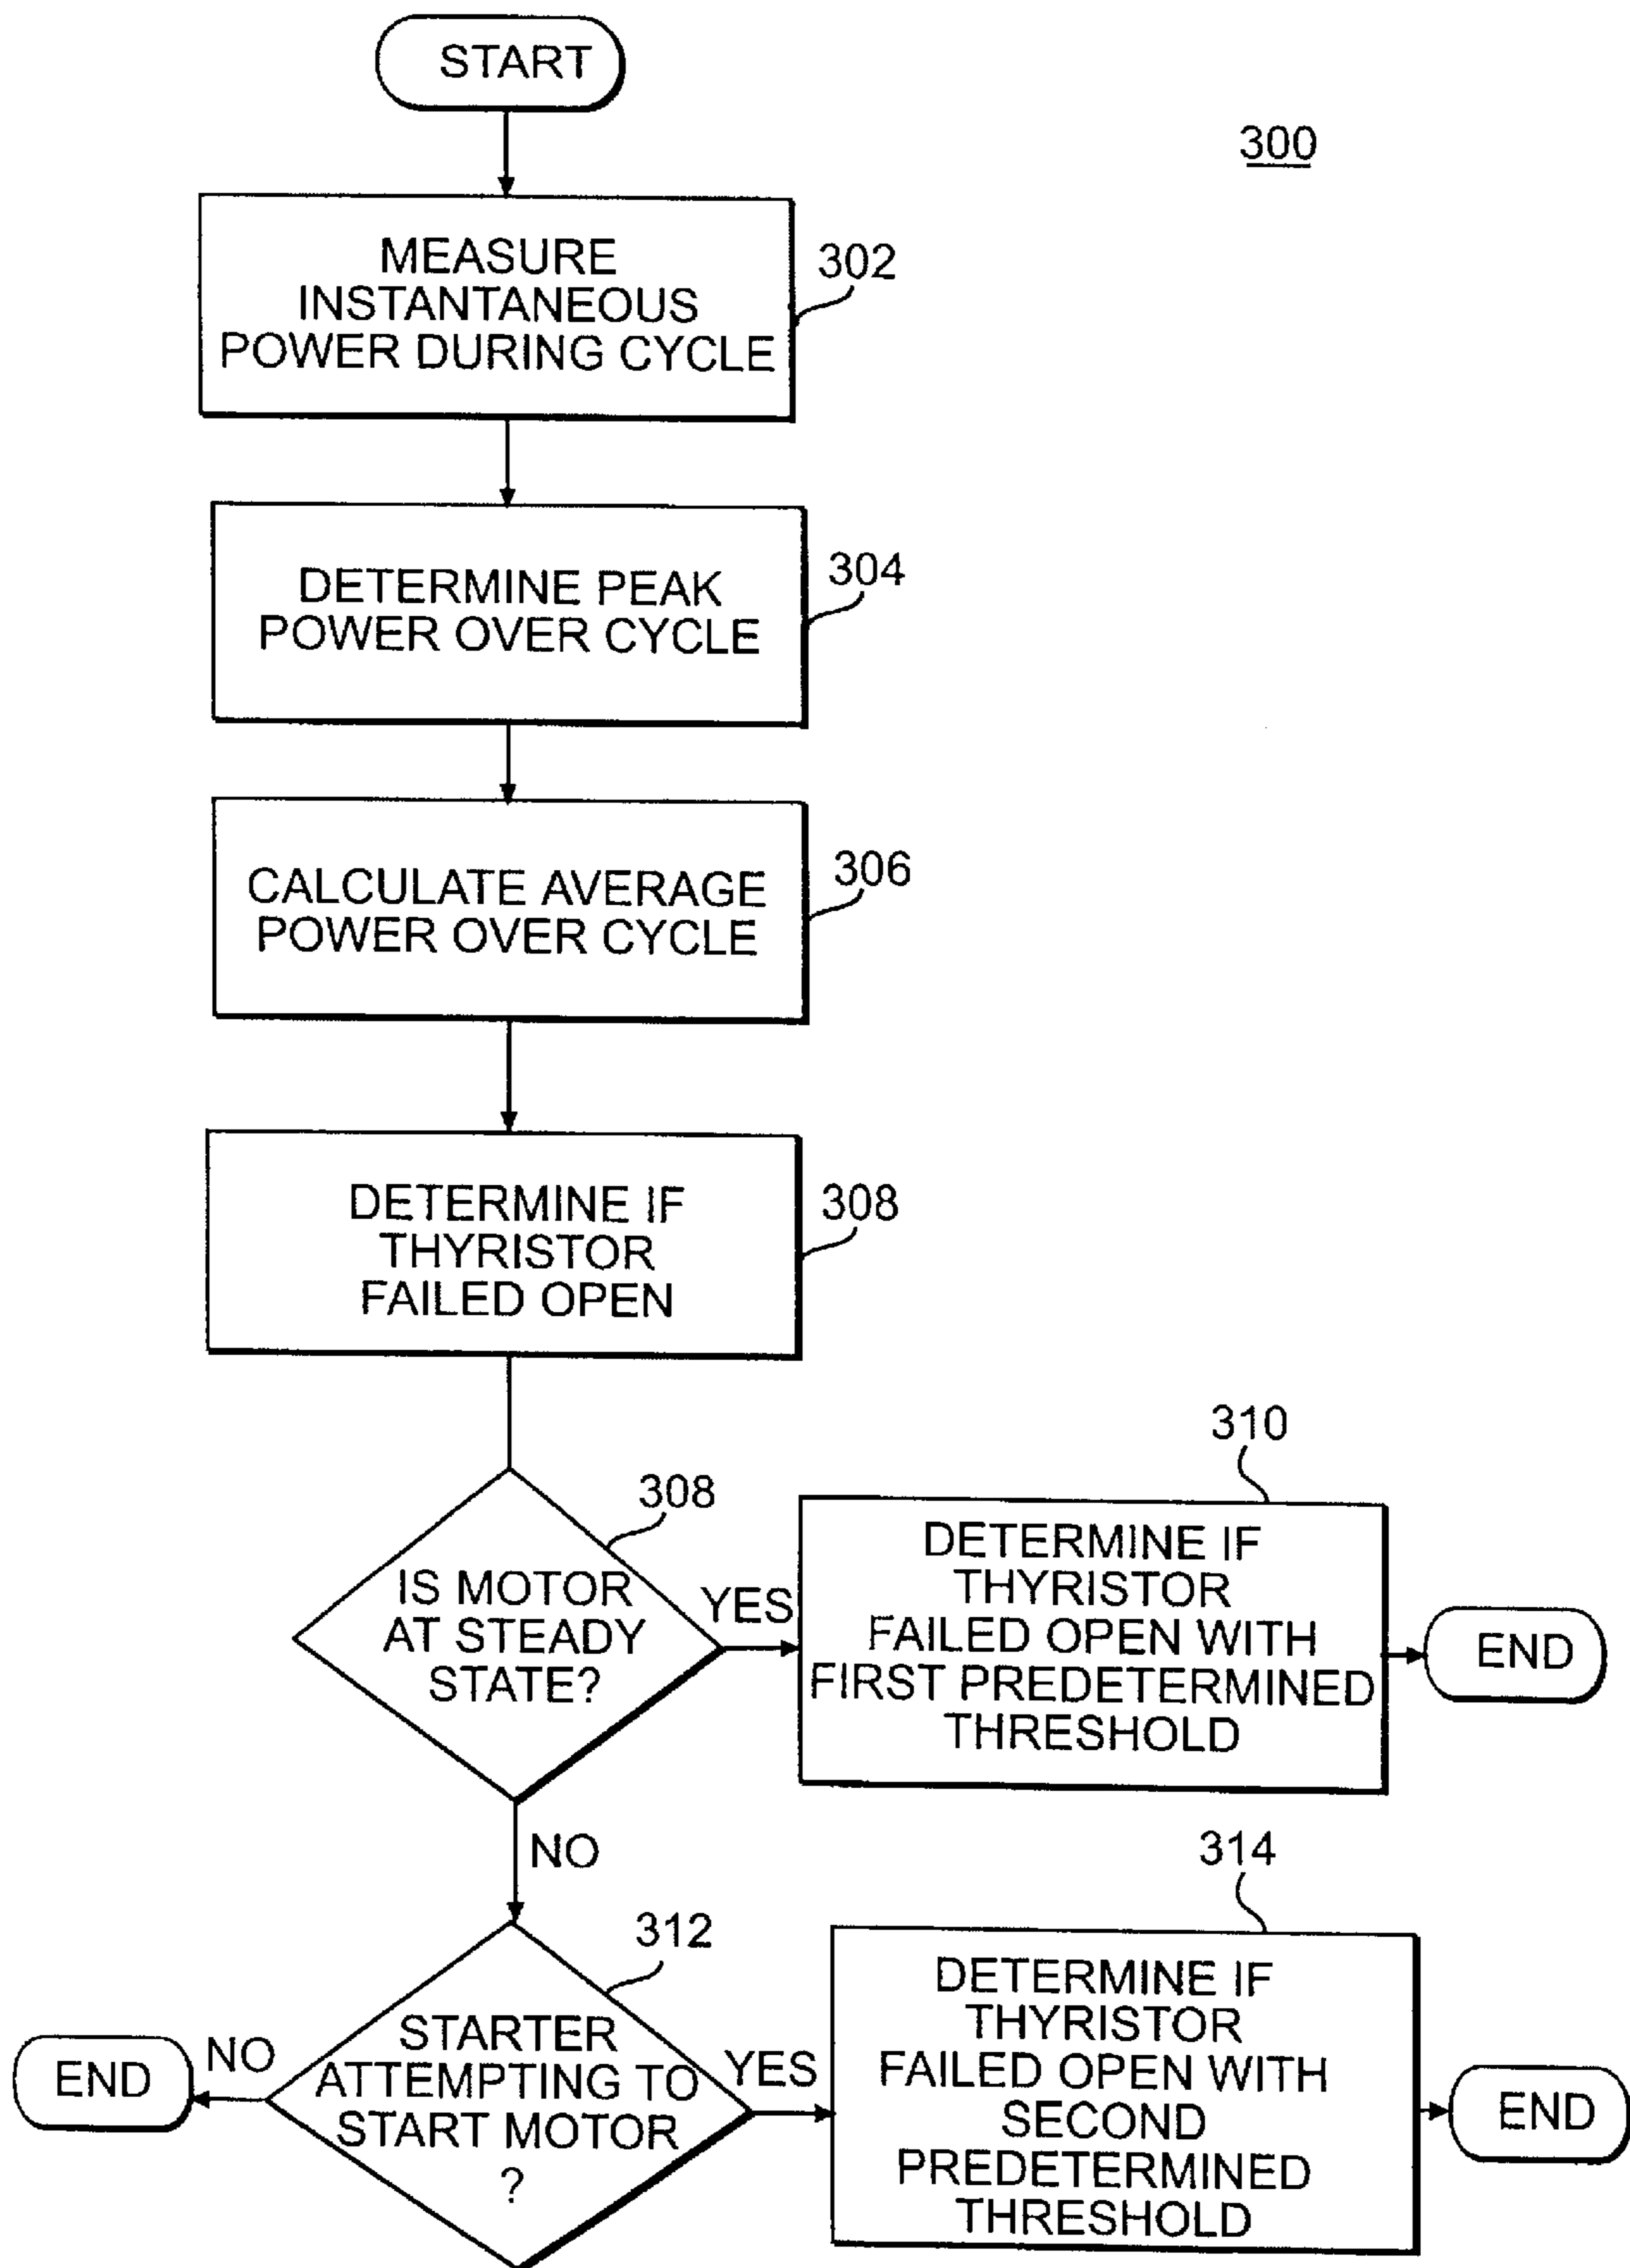 START
300
MEASURE
INSTANTANEOUS
POWER DURING CYCLE
302
DETERMINE PEAK
POWER OVER CYCLE
304
CALCULATE AVERAGE
POWER OVER CYCLE
306
DETERMINE IF
THYRISTOR
FAILED OPEN
308
308
IS MOTOR
AT STEADY
STATE?
YES
310
DETERMINE IF
THYRISTOR
FAILED OPEN WITH
FIRST PREDETERMINED
THRESHOLD
END
NO
312
STARTER
ATTEMPTING TO
START MOTOR
?
NO
END
YES
314
DETERMINE IF
THYRISTOR
FAILED OPEN WITH
SECOND
PREDETERMINED
THRESHOLD
END